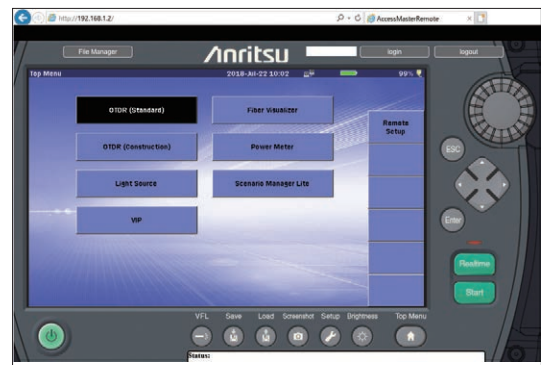 http://192.168.1.2/
AccessMasterRemote
File Manager
Anritsu
login
logout
Top Menu
2018-Jul-22 10:02
99%
OTDR (Standard)
Fiber Visualizer
Remote Setup
OTDR (Construction)
Power Meter
Light Source
Scenario Manager Lite
VIP
ESC
Enter
Realtime
Start
VFL Save Load Screenshot Setup Brightness Top Menu
Status: